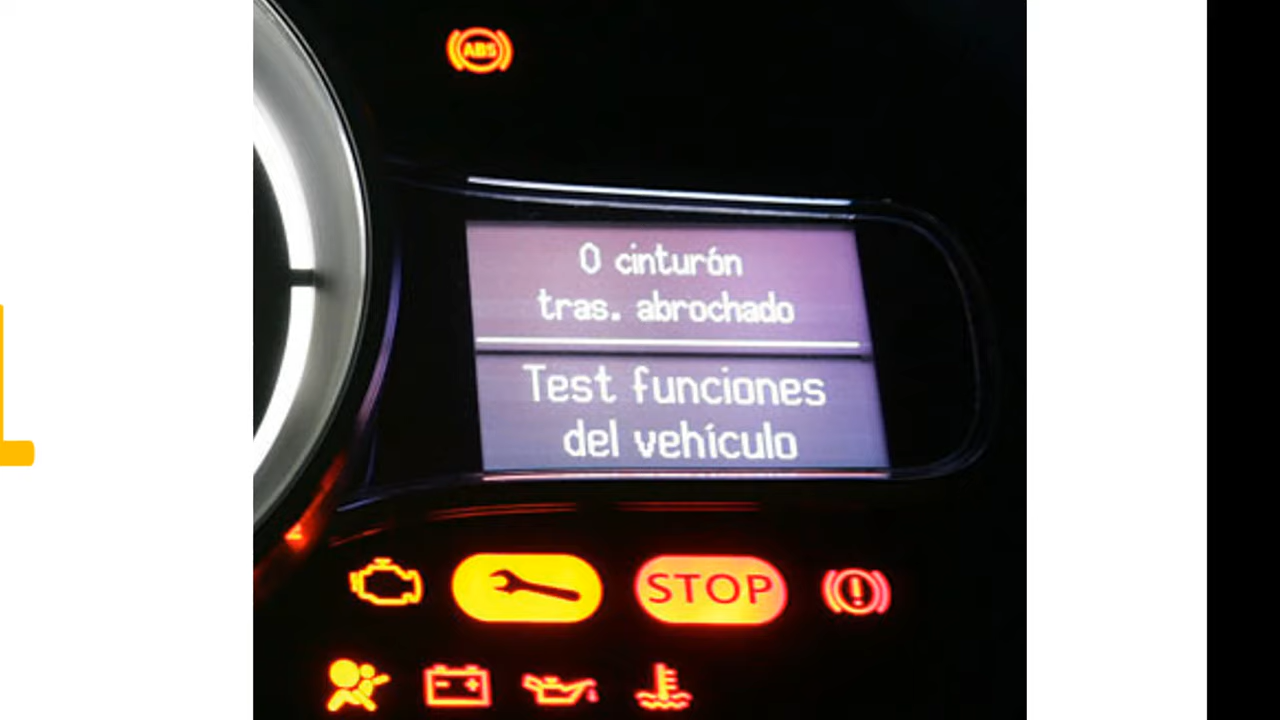 ABS
0 cinturón
tras. abrochado
Test funciones
del vehículo
STOP